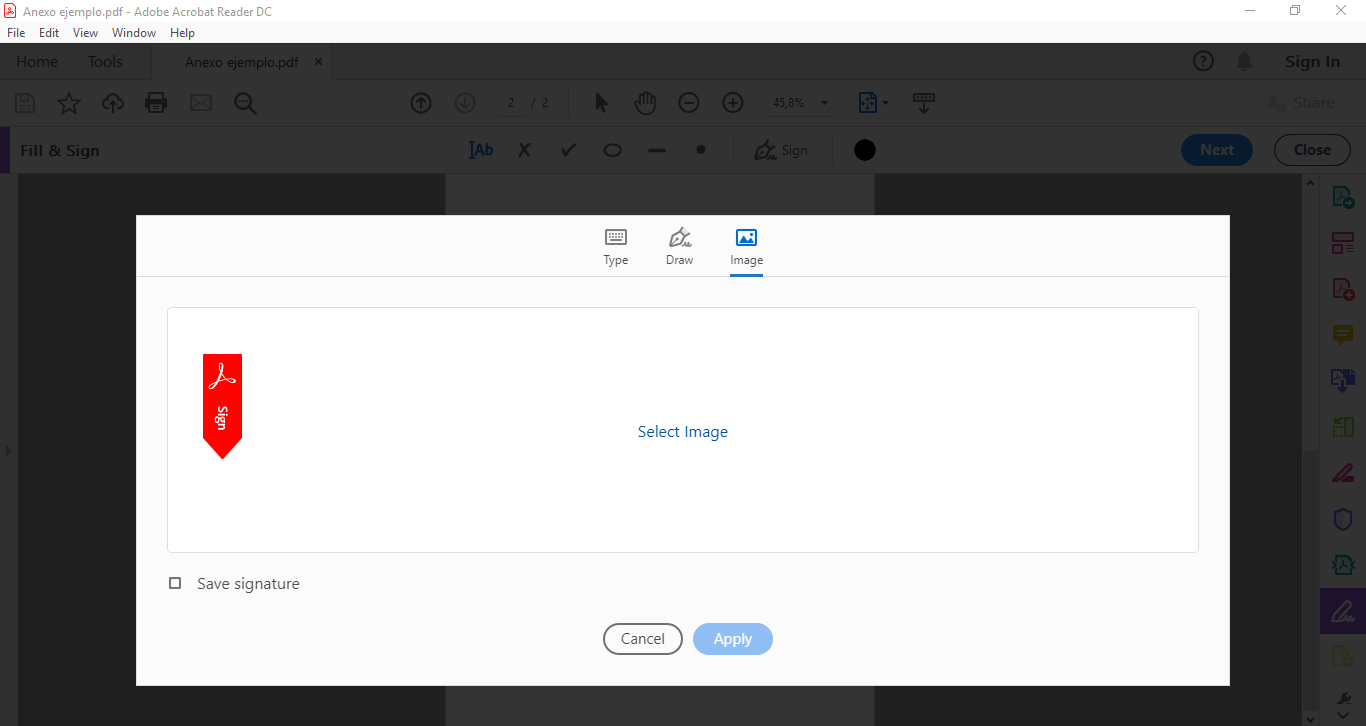 Anexo ejemplo.pdf - Adobe Acrobat Reader DC
File Edit View Window Help
Home Tools Anexo ejemplo.pdf × ? Sign In
2 / 2 45,8% Share
Fill & Sign Ab Sign Next Close
Type Draw Image
Sign
Select Image
Save signature
Cancel Apply